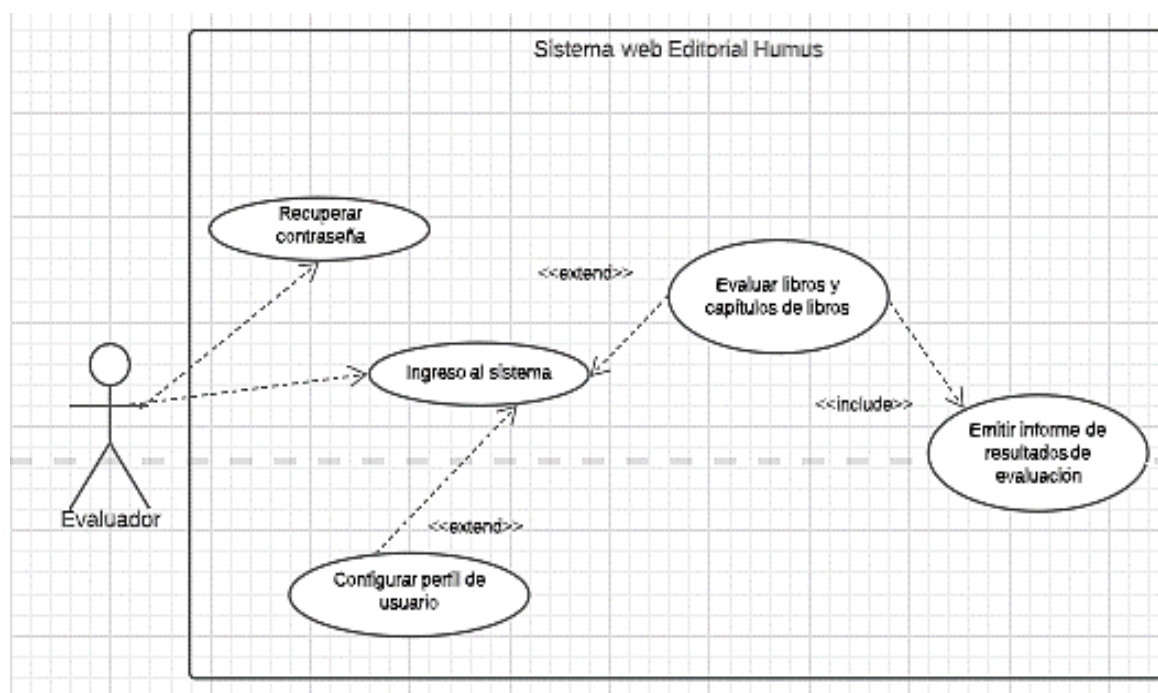 Sistema web Editorial Humus
Recuperar
contraseña
<<extend>>
Evaluar libros y
capítulos de libros
Ingreso al sistema
<<include>>
Emitir informe de
resultados de
evaluación
Evaluador
<<extend>>
Configurar perfil de
usuario